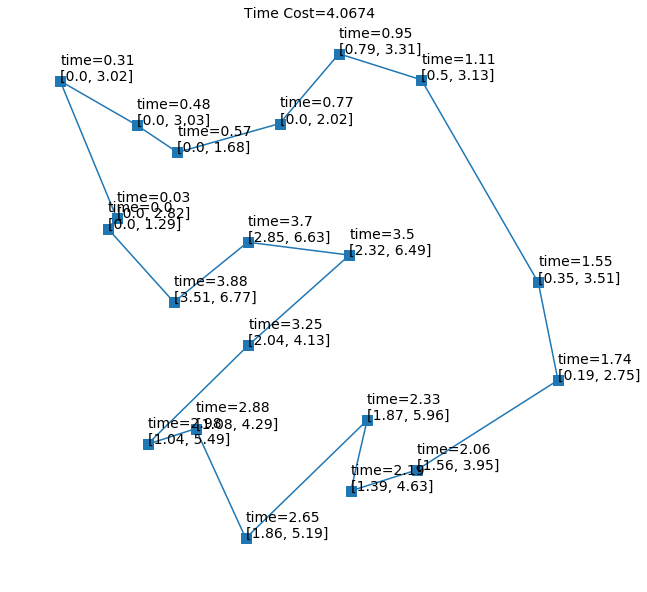 Time Cost=4.0674
time=0.95
[0.79, 3.31]
time=0.31
[0.0, 3.02]
time=1.11
[0.5, 3.13]
time=0.48
[0.0, 3.03]
time=0.77
[0.0, 2.02]
time=0.57
[0.0, 1.68]
time=0.03
[0.0, 2.82]
time=0.0
[0.0, 1.29]
time=3.7
[2.85, 6.63]
time=3.5
[2.32, 6.49]
time=1.55
[0.35, 3.51]
time=3.88
[3.51, 6.77]
time=3.25
[2.04, 4.13]
time=1.74
[0.19, 2.75]
time=2.33
[1.87, 5.96]
time=2.88
[1.08, 4.29]
time=2.98
[1.04, 5.49]
time=2.06
[1.56, 3.95]
time=2.19
[1.39, 4.63]
time=2.65
[1.86, 5.19]